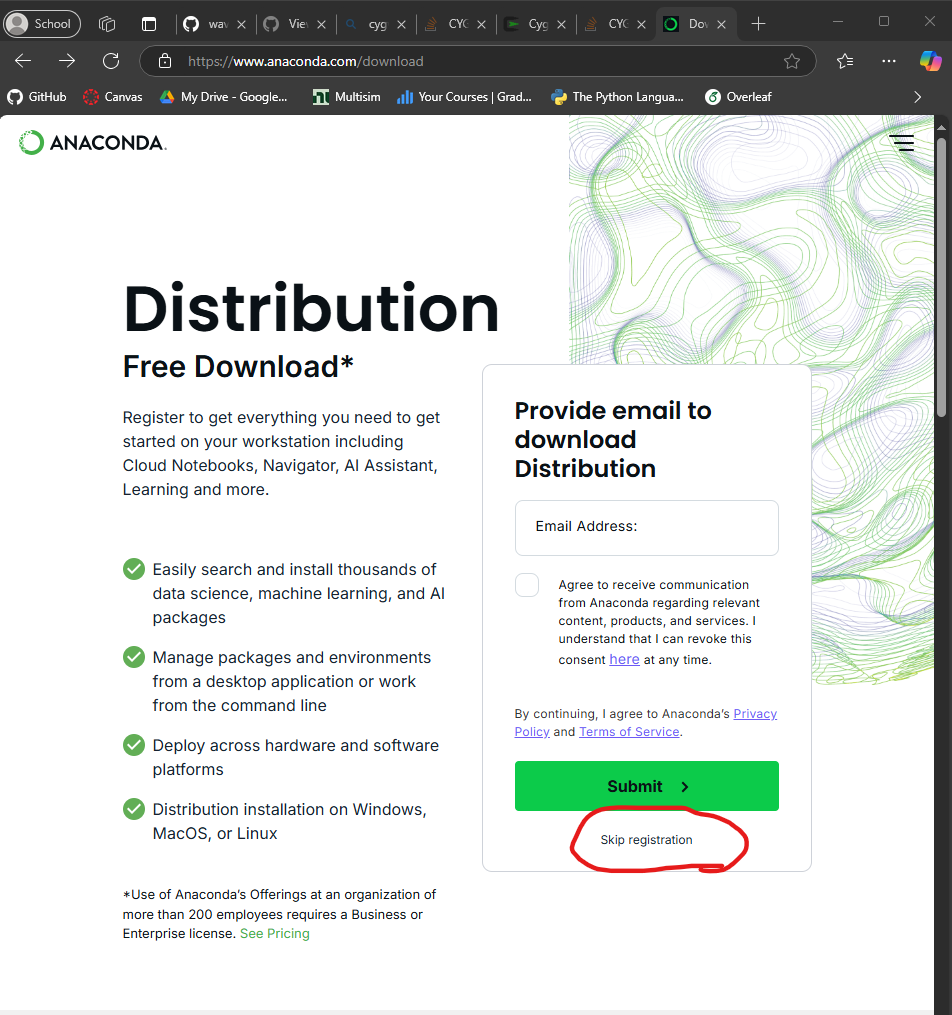 School
wav
View
cyg
CYG
Cyg
CYG
Dov
https://www.anaconda.com/download
GitHub
Canvas
My Drive - Google...
Multisim
Your Courses | Grad...
The Python Langua...
Overleaf
ANACONDA.
Distribution
Free Download*
Register to get everything you need to get
started on your workstation including
Cloud Notebooks, Navigator, AI Assistant,
Learning and more.
Easily search and install thousands of
data science, machine learning, and AI
packages
Manage packages and environments
from a desktop application or work
from the command line
Deploy across hardware and software
platforms
Distribution installation on Windows,
MacOS, or Linux
*Use of Anaconda's Offerings at an organization of
more than 200 employees requires a Business or
Enterprise license. See Pricing
Provide email to
download
Distribution
Email Address:
Agree to receive communication
from Anaconda regarding relevant
content, products, and services. I
understand that I can revoke this
consent here at any time.
By continuing, I agree to Anaconda's Privacy
Policy and Terms of Service.
Submit
Skip registration